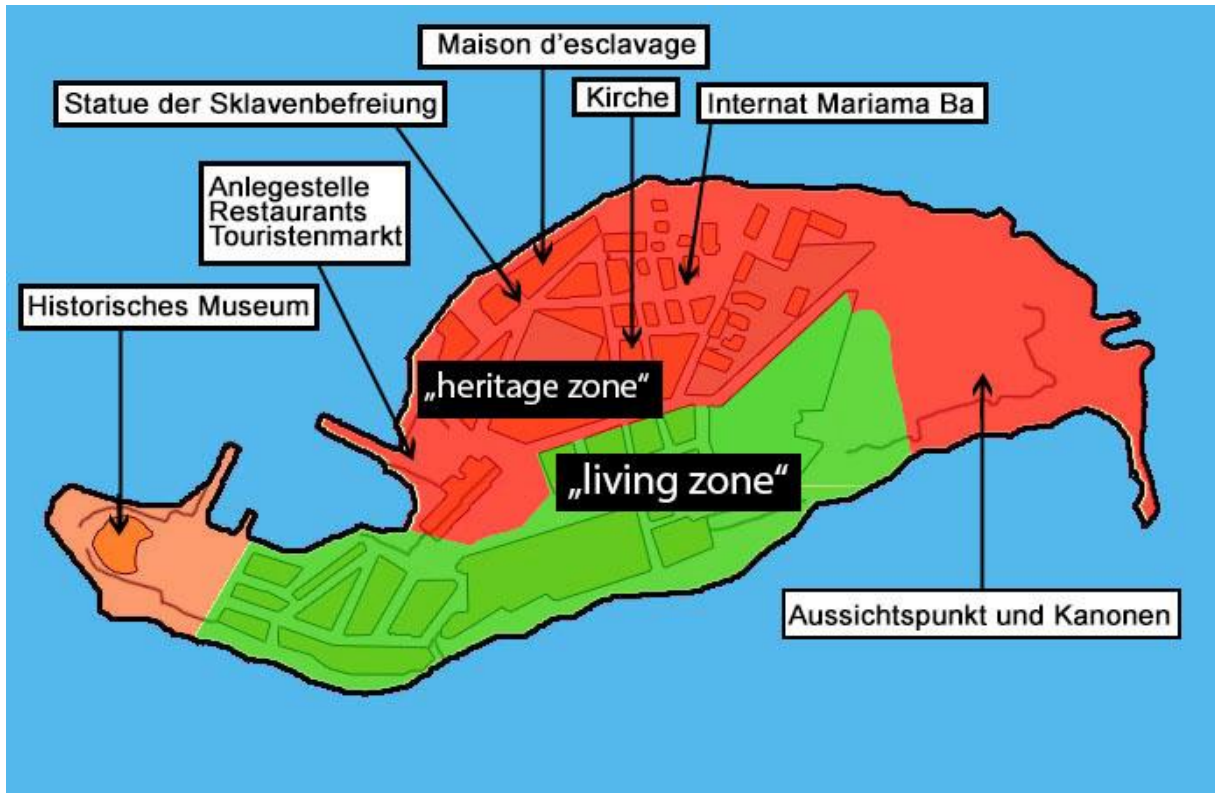 Maison d'esclavage
Statue der Sklavenbefreiung
Kirche
Internat Mariama Ba
Anlegestelle
Restaurants
Touristenmarkt
Historisches Museum
„heritage zone“
„living zone“
Aussichtspunkt und Kanonen